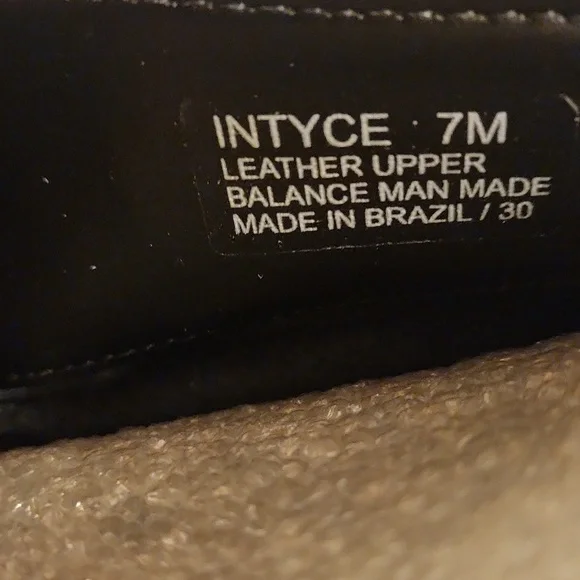 INTYCE 7M
LEATHER UPPER
BALANCE MAN MADE
MADE IN BRAZIL / 30